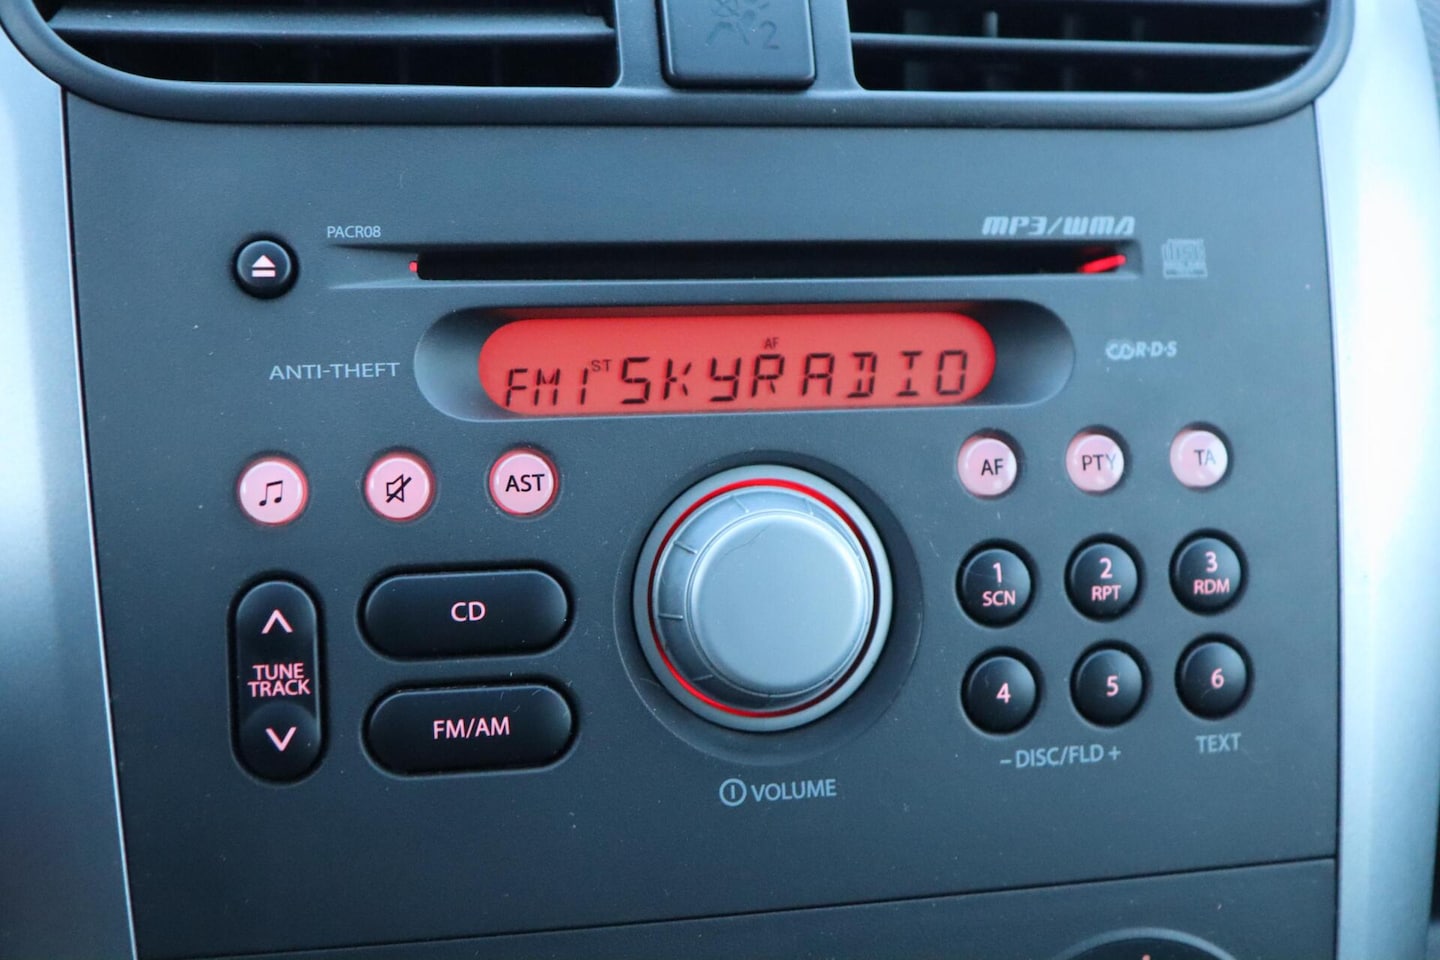 2
PACR08
MP3/WMA
ANTI-THEFT
AF
FM1 ST SKYRADIO
R·D·S
AST
AF
PTY
TA
CD
1
SCN
2
RPT
3
RDM
TUNE
TRACK
FM/AM
4
5
6
– DISC/FLD +
TEXT
VOLUME